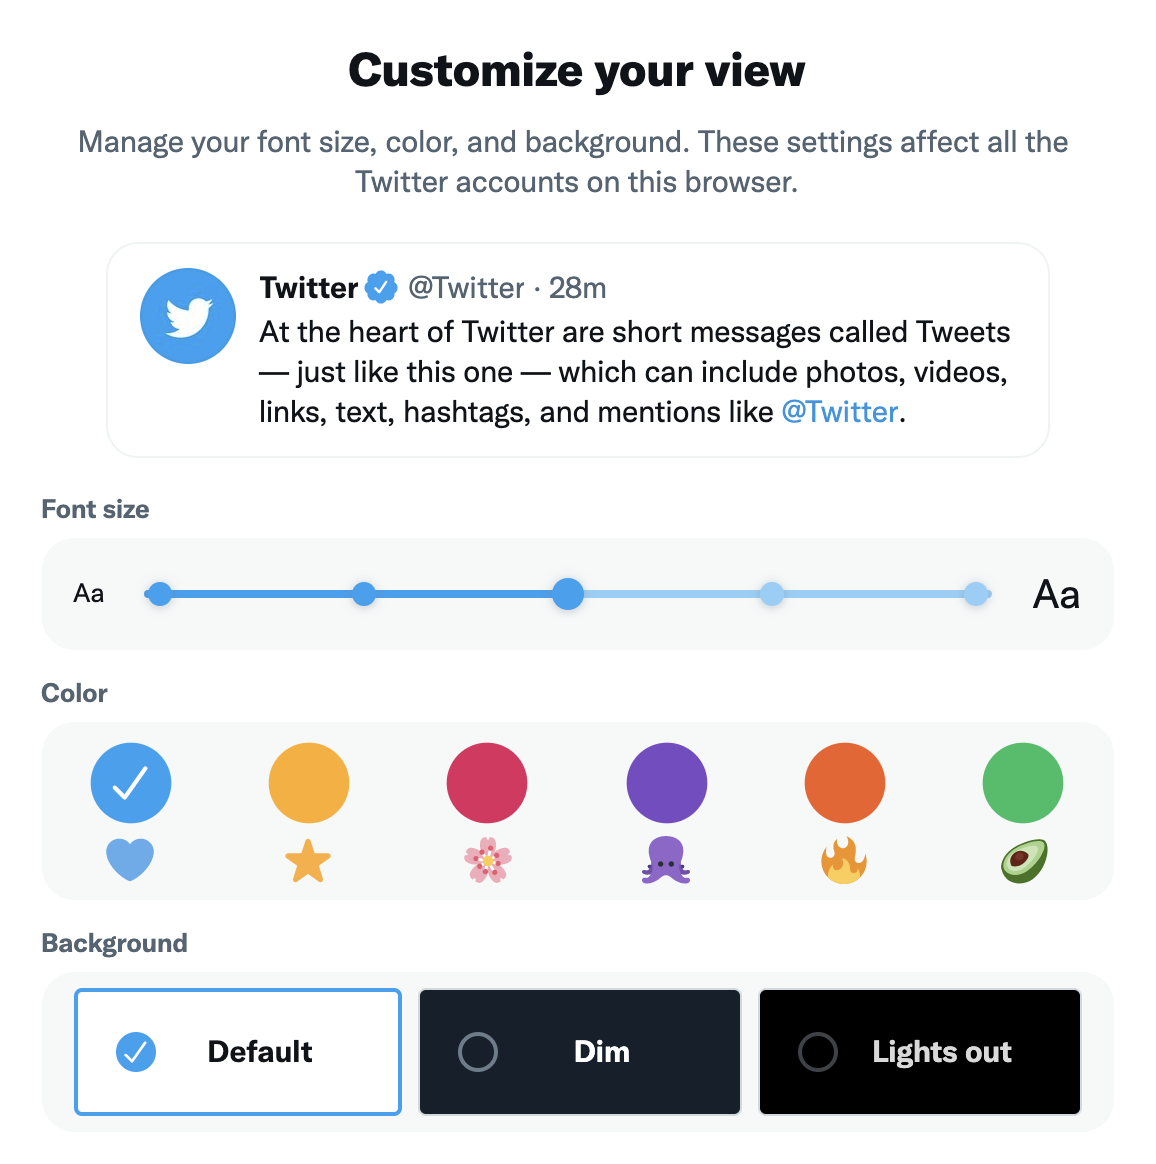 Customize your view
Manage your font size, color, and background. These settings affect all the
Twitter accounts on this browser.
Twitter @Twitter · 28m
At the heart of Twitter are short messages called Tweets
— just like this one — which can include photos, videos,
links, text, hashtags, and mentions like @Twitter.
Font size
Aa Aa
Color
Background
Default Dim Lights out